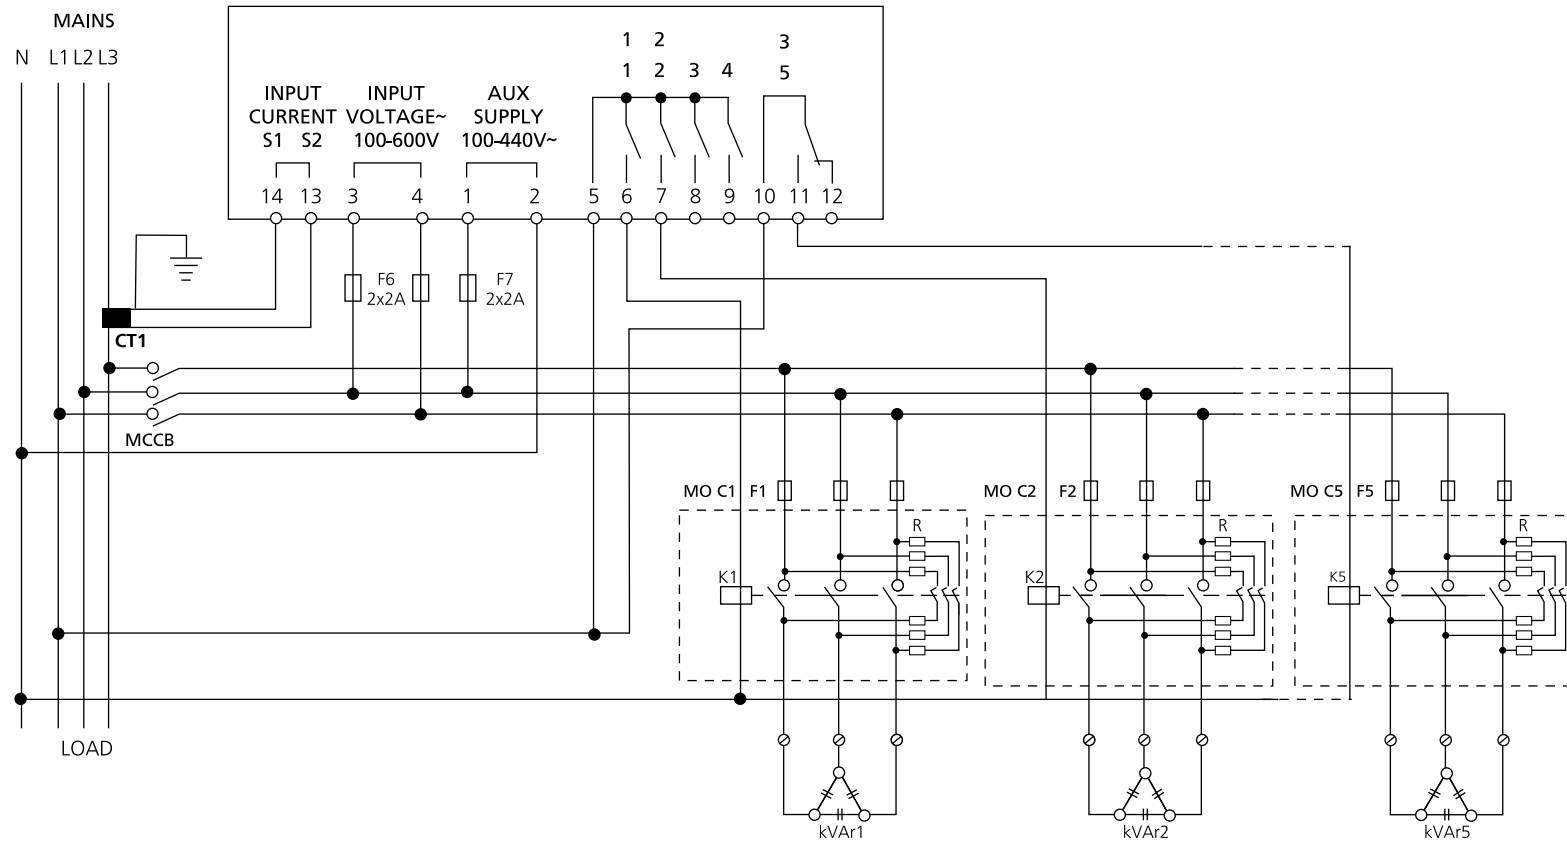 MAINS
N L1 L2 L3
1 2 3
1 2 3 4 5
INPUT CURRENT
S1 S2
INPUT VOLTAGE~
100-600V
AUX SUPPLY
100-440V~
14 13 3 4 1 2 5 6 7 8 9 10 11 12
F6
2x2A
F7
2x2A
CT1
MCCB
MO C1 F1
MO C2 F2
MO C5 F5
R
R
R
K1
K2
K5
LOAD
kVAr1
kVAr2
kVAr5